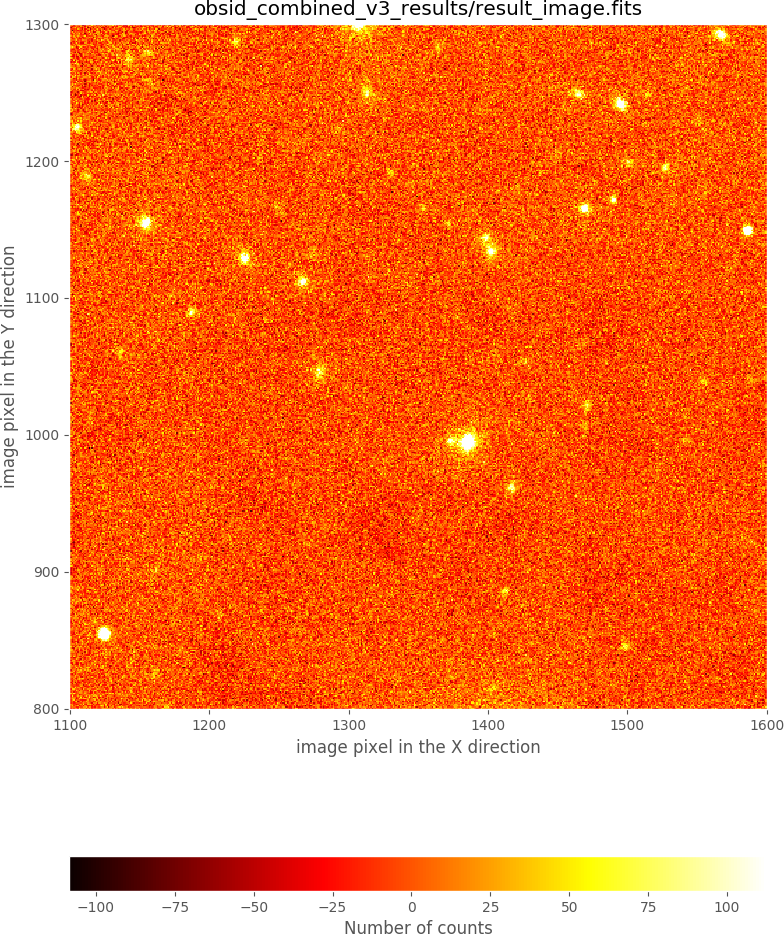 obsid_combined_v3_results/result_image.fits
1300
1200
1100
1000
900
800
image pixel in the Y direction
1100 1200 1300 1400 1500 1600
image pixel in the X direction
−100 −75 −50 −25 0 25 50 75 100
Number of counts